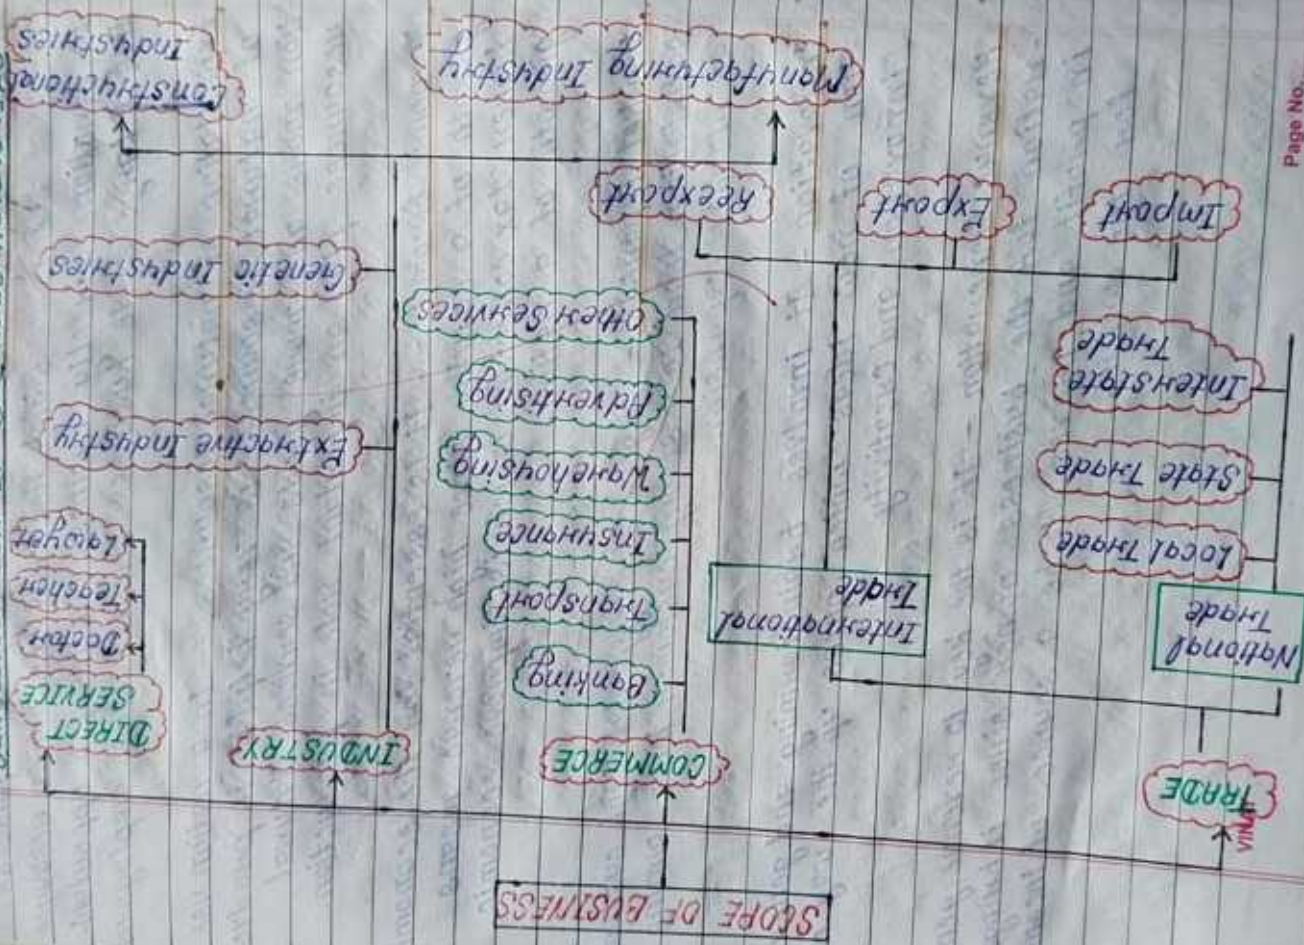 SCOPE OF BUSINESS
TRADE
COMMERCE
INDUSTRY
DIRECT
SERVICE
National
Trade
International
Trade
Local Trade
State Trade
Interstate
Trade
Import
Export
Reexport
Banking
Transport
Insurance
Warehousing
Advertising
Other Services
Extractive Industry
Genetic Industries
Manufacturing Industry
Constructional
Industries
Doctor
Teacher
Lawyer
Page No.